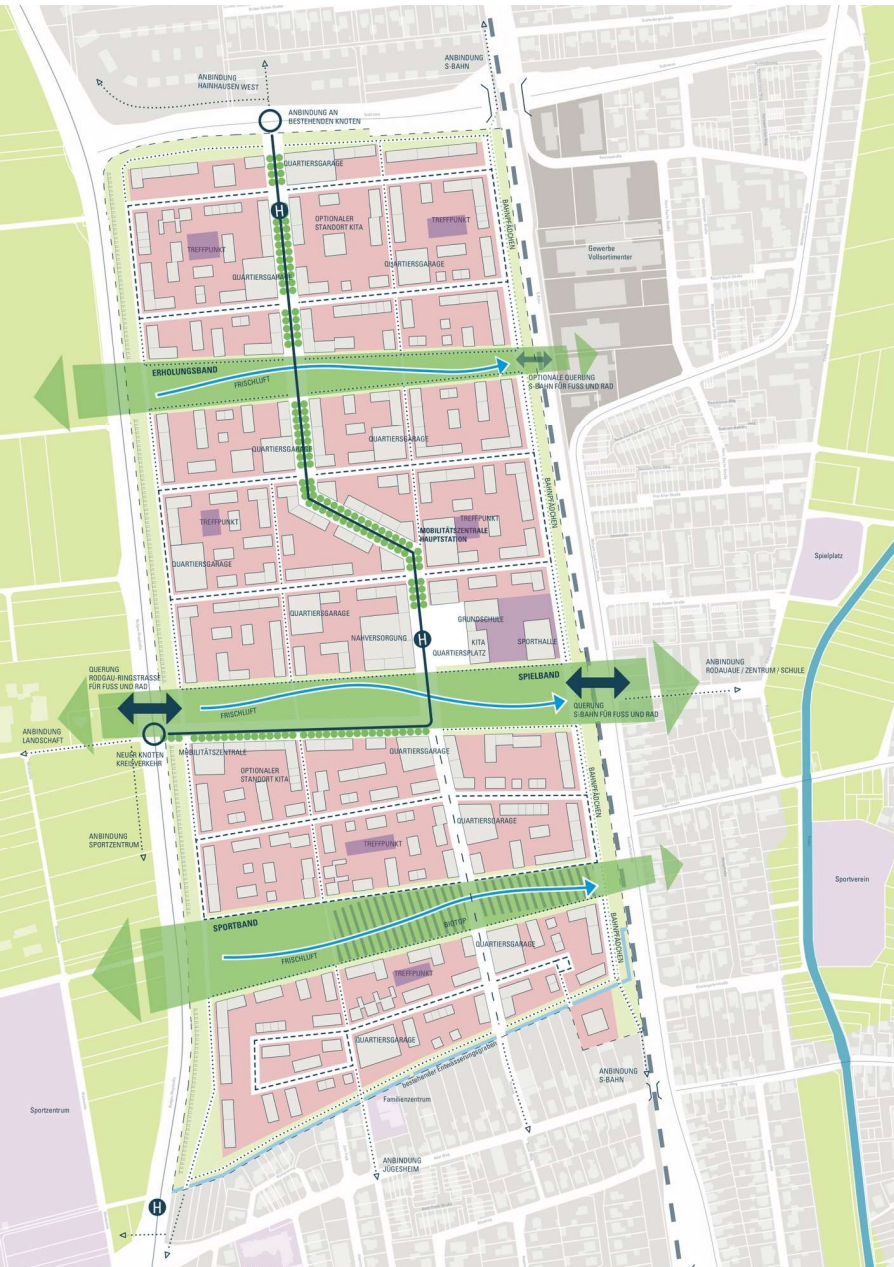 ANBINDUNG
S-BAHN
ANBINDUNG
HAINHAUSEN WEST
ANBINDUNG AN
BESTEHENDEN KNOTEN
QUARTIERSGARAGE
BAHNPFÄDCHEN
H
OPTIONALER
STANDORT KITA
TREFFPUNKT
TREFFPUNKT
Gewerbe
Vollsortimenter
QUARTIERSGARAGE
QUARTIERSGARAGE
ERHOLUNGSBAND
FRISCHLUFT
OPTIONALE QUERUNG
S-BAHN FÜR FUSS UND RAD
QUARTIERSGARAGE
QUARTIERSGARAGE
BAHNPFÄDCHEN
TREFFPUNKT
TREFFPUNKT
MOBILITÄTSZENTRALE
HAUPTSTATION
QUARTIERSGARAGE
Spielplatz
QUARTIERSGARAGE
GRUNDSCHULE
NAHVERSORGUNG
H
KITA
SPORTHALLE
QUARTIERSPLATZ
QUERUNG
RODGAU-RINGSTRASSE
FÜR FUSS UND RAD
SPIELBAND
ANBINDUNG
RODAUAUE / ZENTRUM / SCHULE
FRISCHLUFT
QUERUNG
S-BAHN FÜR FUSS UND RAD
ANBINDUNG
LANDSCHAFT
NEUER KNOTEN
KREISVERKEHR
MOBILITÄTSZENTRALE
QUARTIERSGARAGE
OPTIONALER
STANDORT KITA
BAHNPFÄDCHEN
QUARTIERSGARAGE
ANBINDUNG
SPORTZENTRUM
TREFFPUNKT
Sportverein
SPORTBAND
BIOTOP
BAHNPFÄDCHEN
QUARTIERSGARAGE
FRISCHLUFT
TREFFPUNKT
QUARTIERSGARAGE
bestehender Entwässerungsgraben
ANBINDUNG
S-BAHN
Familienzentrum
Sportzentrum
ANBINDUNG
JÜGESHEIM
H